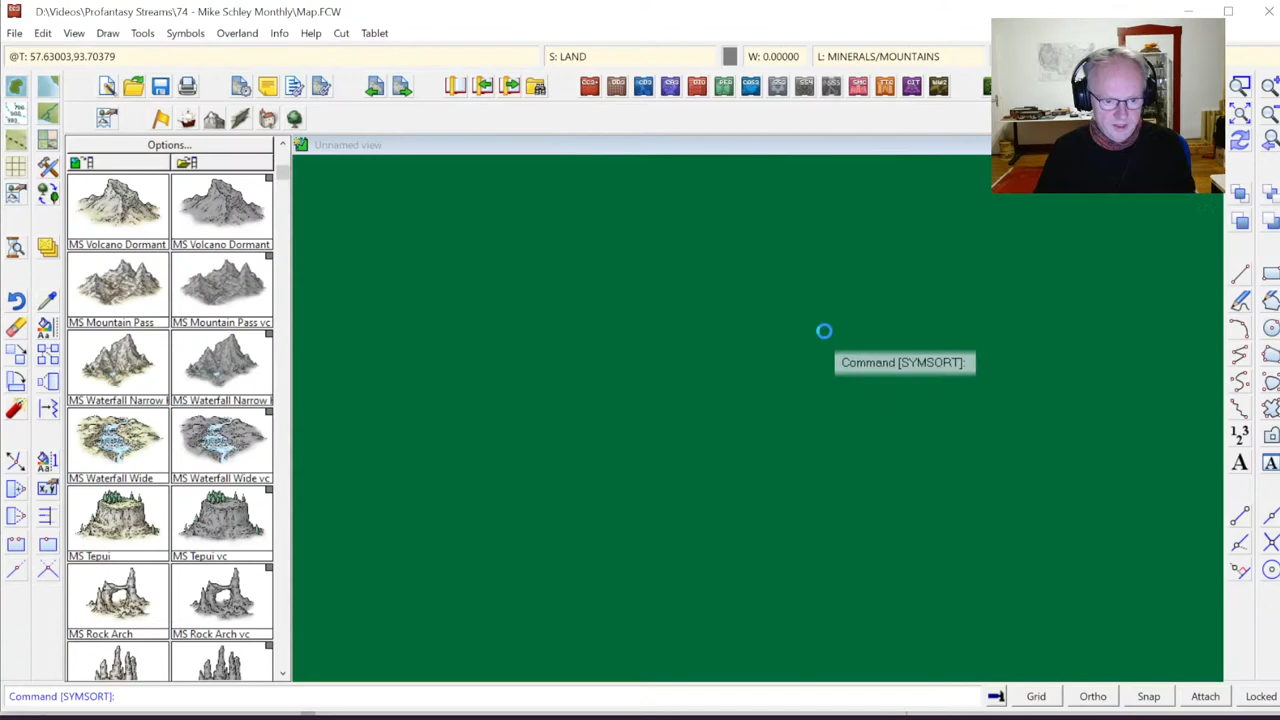 D:\Videos\Profantasy Streams\74 - Mike Schley Monthly\Map.FCW
File Edit View Draw Tools Symbols Overland Info Help Cut Tablet
@T: 57.63003,93.70379 S: LAND W: 0.00000 L: MINERALS/MOUNTAINS
Options...
Unnamed view
MS Volcano Dormant MS Volcano Dormant
MS Mountain Pass MS Mountain Pass vc
MS Waterfall Narrow MS Waterfall Narrow
MS Waterfall Wide MS Waterfall Wide vc
MS Tepui MS Tepui vc
MS Rock Arch MS Rock Arch vc
Command [SYMSORT]:
Command [SYMSORT]:
Grid Ortho Snap Attach Locked